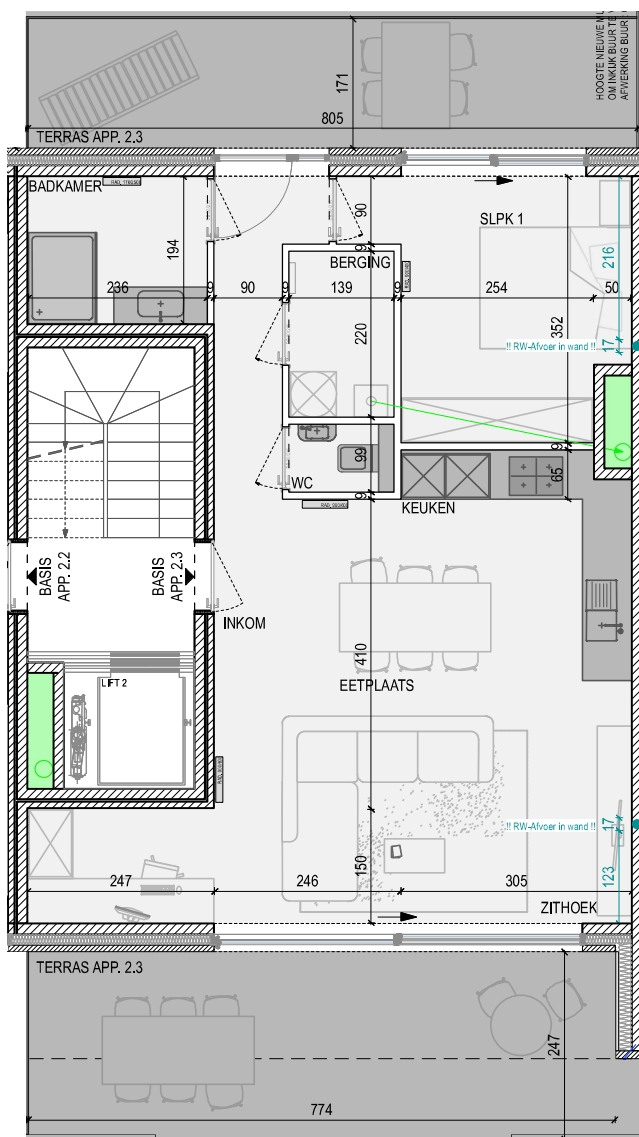 HOOGTE NIEUWE MU
OM INKIJK BUUR TE V
AFWERKING BUUR:
171
805
TERRAS APP. 2.3
BADKAMER
90
SLPK 1
194
216
9
BERGING
236
9
90
9
139
9
254
50
220
352
17
!! RW-Afvoer in wand !!
99
9
WC
9
65
KEUKEN
BASIS
APP. 2.2
BASIS
APP. 2.3
INKOM
410
EETPLAATS
LIFT 2
!! RW-Afvoer in wand !!
17
150
123
247
246
305
ZITHOEK
TERRAS APP. 2.3
247
774